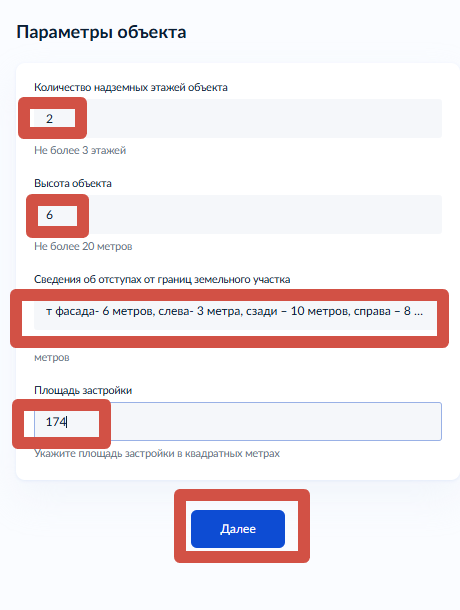 Параметры объекта
Количество надземных этажей объекта
2
Не более 3 этажей
Высота объекта
6
Не более 20 метров
Сведения об отступах от границ земельного участка
т фасада- 6 метров, слева- 3 метра, сзади – 10 метров, справа – 8 ...
метров
Площадь застройки
174
Укажите площадь застройки в квадратных метрах
Далее